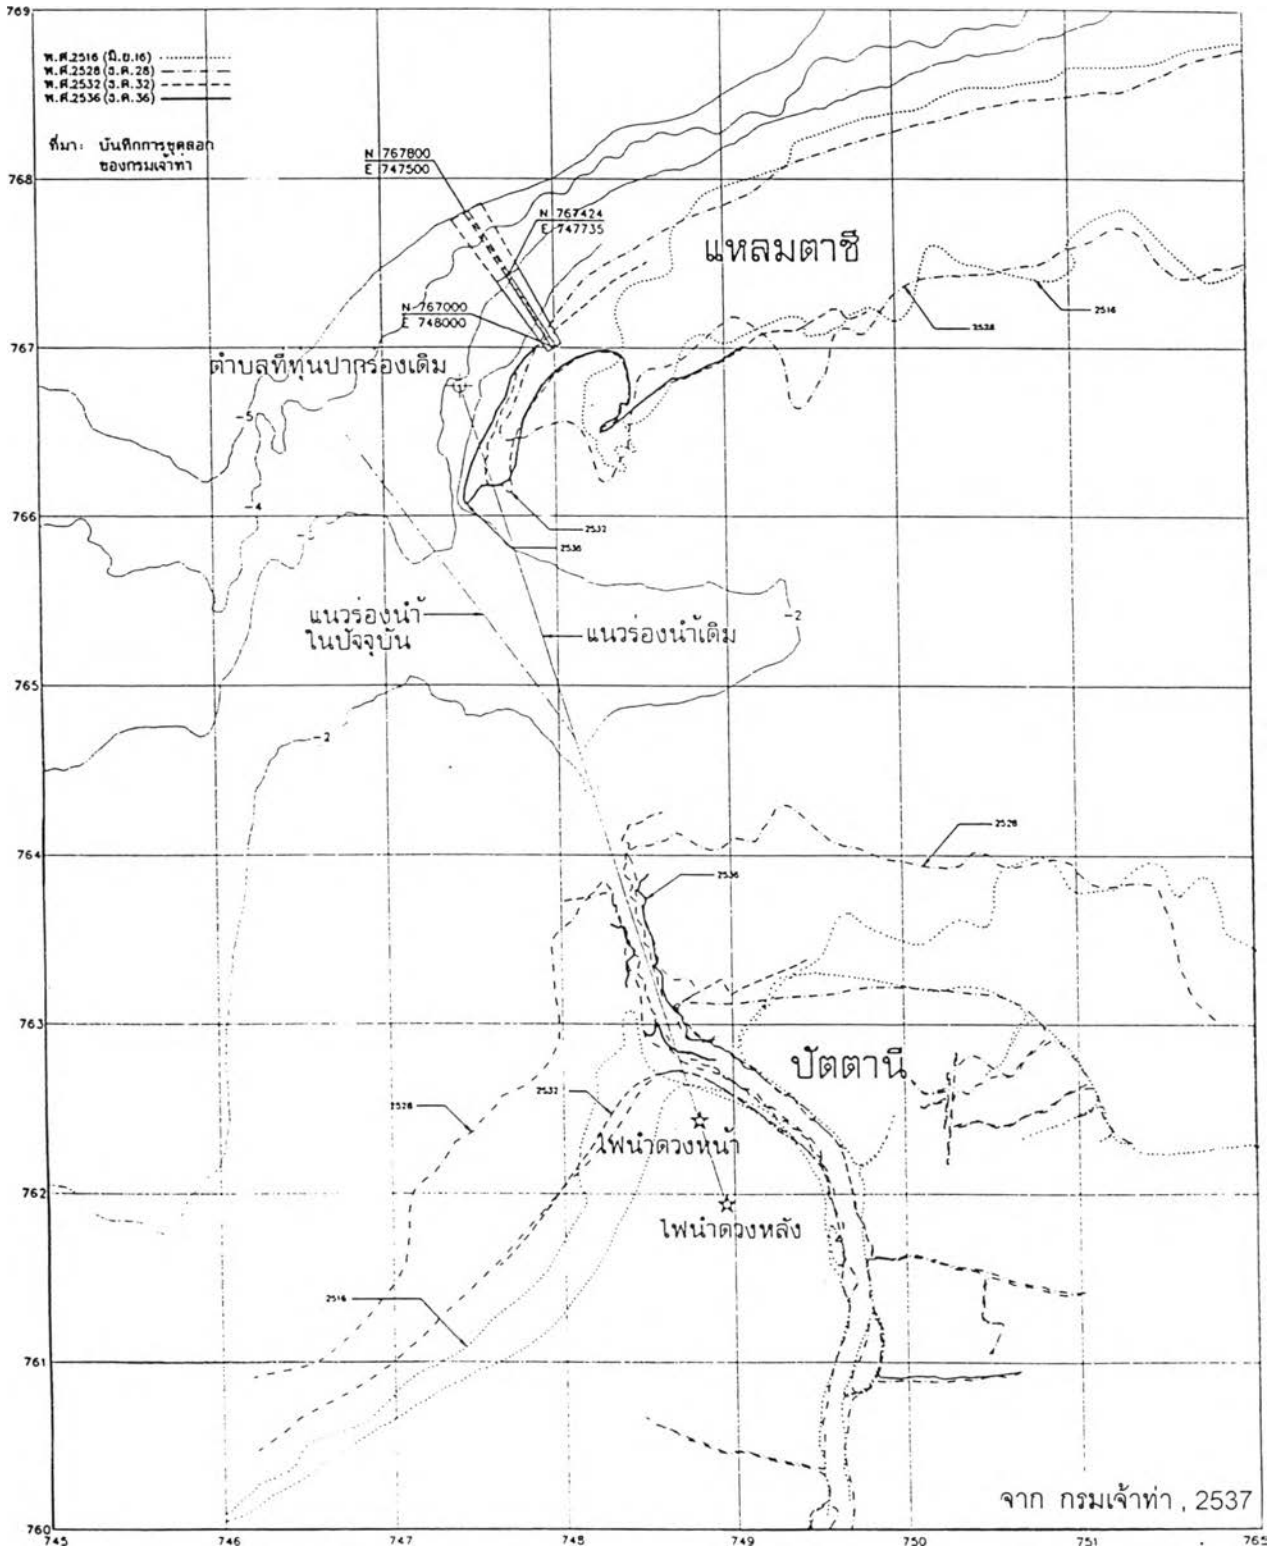 769
พ.ศ.2516 (มิ.ย.16)
พ.ศ.2528 (ธ.ค.28)
พ.ศ.2532 (ธ.ค.32)
พ.ศ.2536 (ธ.ค.36)
ที่มา: บันทึกการขุดลอก
ของกรมเจ้าท่า
N 767800
E 747500
768
N 767424
E 747735
แหลมตาชี
N 767000
E 748000
2528
2516
767
ตำบลที่ทุ่นปากร่องเดิม
-5
-4
766
2532
2536
แนวร่องน้ำ
ในปัจจุบัน
แนวร่องน้ำเดิม
-2
765
-2
2528
764
2536
763
ปัตตานี
2532
2528
ไฟนำดวงหน้า
762
ไฟนำดวงหลัง
2516
761
จาก กรมเจ้าท่า , 2537
760
745 746 747 748 749 750 751 765